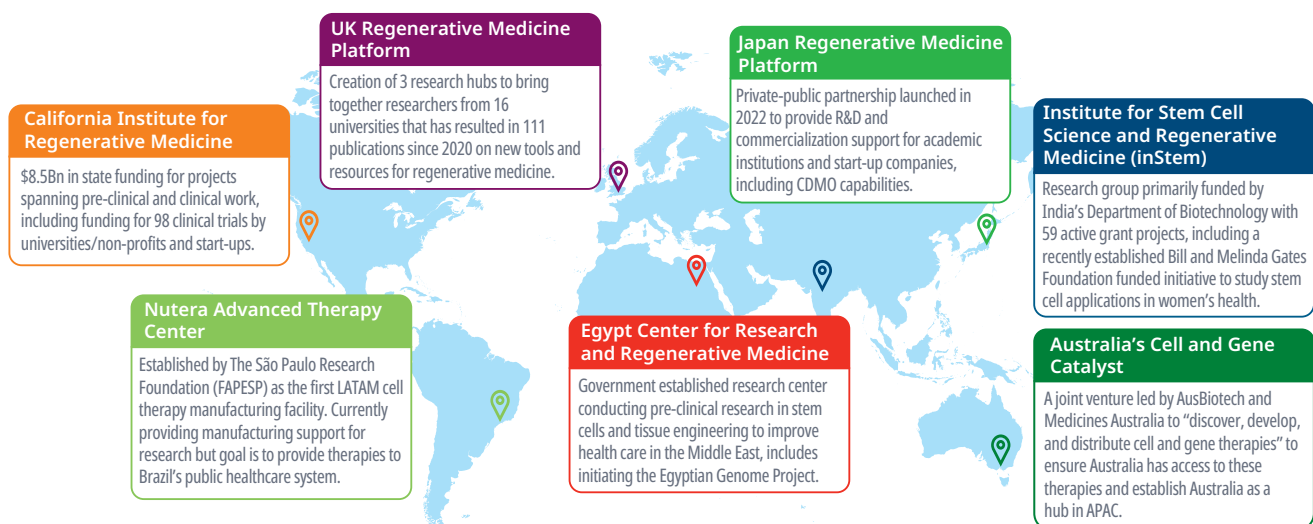 UK Regenerative Medicine
Platform
Creation of 3 research hubs to bring
together researchers from 16
universities that has resulted in 111
publications since 2020 on new tools and
resources for regenerative medicine.
Japan Regenerative Medicine
Platform
Private-public partnership launched in
2022 to provide R&D and
commercialization support for academic
institutions and start-up companies,
including CDMO capabilities.
California Institute for
Regenerative Medicine
$8.5Bn in state funding for projects
spanning pre-clinical and clinical work,
including funding for 98 clinical trials by
universities/non-profits and start-ups.
Institute for Stem Cell
Science and Regenerative
Medicine (inStem)
Research group primarily funded by
India’s Department of Biotechnology with
59 active grant projects, including a
recently established Bill and Melinda Gates
Foundation funded initiative to study stem
cell applications in women’s health.
Nutera Advanced Therapy
Center
Established by The São Paulo Research
Foundation (FAPESP) as the first LATAM cell
therapy manufacturing facility. Currently
providing manufacturing support for
research but goal is to provide therapies to
Brazil’s public healthcare system.
Egypt Center for Research
and Regenerative Medicine
Government established research center
conducting pre-clinical research in stem
cells and tissue engineering to improve
health care in the Middle East, includes
initiating the Egyptian Genome Project.
Australia’s Cell and Gene
Catalyst
A joint venture led by AusBiotech and
Medicines Australia to “discover, develop,
and distribute cell and gene therapies” to
ensure Australia has access to these
therapies and establish Australia as a
hub in APAC.